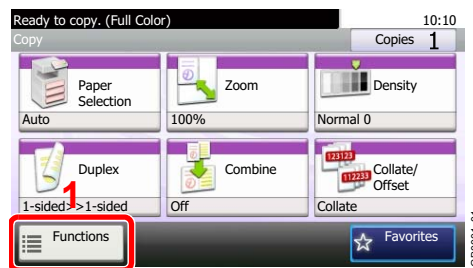 Ready to copy. (Full Color) 10:10
Copy Copies 1
Paper Selection Zoom Density
Auto 100% Normal 0
123123
112233
Duplex Combine Collate/ Offset
1
1-sided>>1-sided Off Collate
Functions Favorites